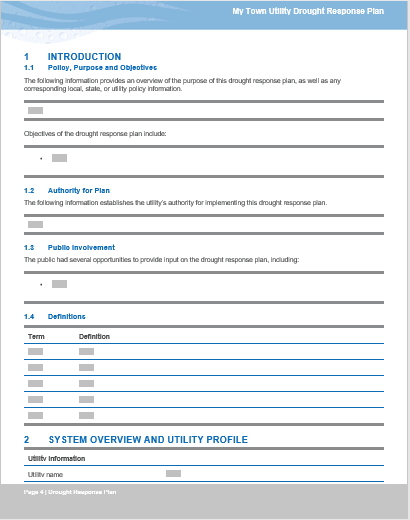 My Town Utility Drought Response Plan
1 INTRODUCTION
1.1 Policy, Purpose and Objectives
The following information provides an overview of the purpose of this drought response plan, as well as any
corresponding local, state, or utility policy information.
Objectives of the drought response plan include:
•
1.2 Authority for Plan
The following information establishes the utility's authority for implementing this drought response plan.
1.3 Public Involvement
The public had several opportunities to provide input on the drought response plan, including:
•
1.4 Definitions
Term Definition
2 SYSTEM OVERVIEW AND UTILITY PROFILE
Utility Information
Utility name
Page 4 | Drought Response Plan